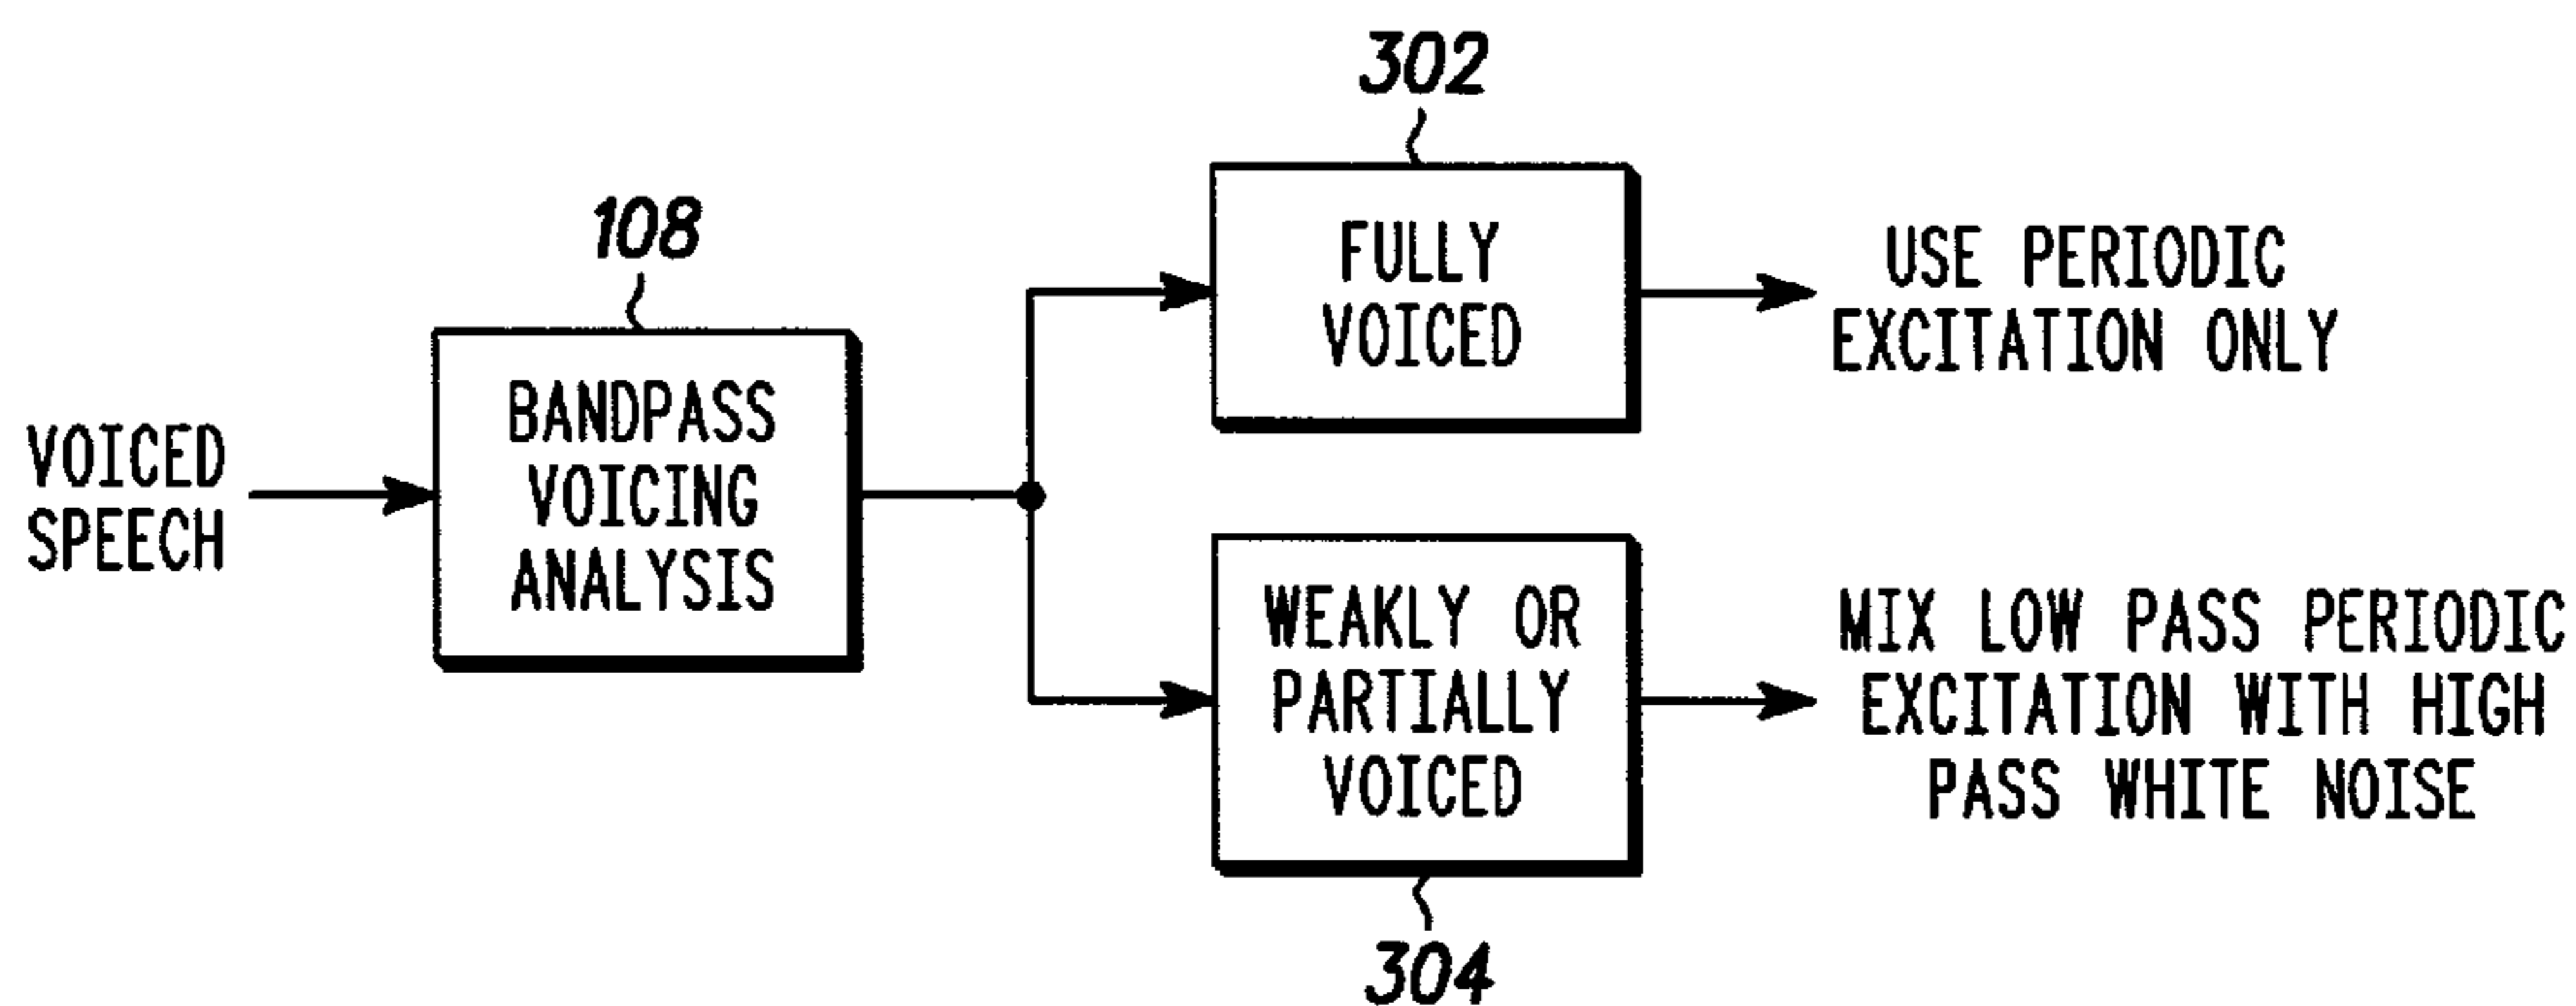 302
108
FULLY
VOICED
USE PERIODIC
EXCITATION ONLY
BANDPASS
VOICING
ANALYSIS
VOICED
SPEECH
WEAKLY OR
PARTIALLY
VOICED
MIX LOW PASS PERIODIC
EXCITATION WITH HIGH
PASS WHITE NOISE
304